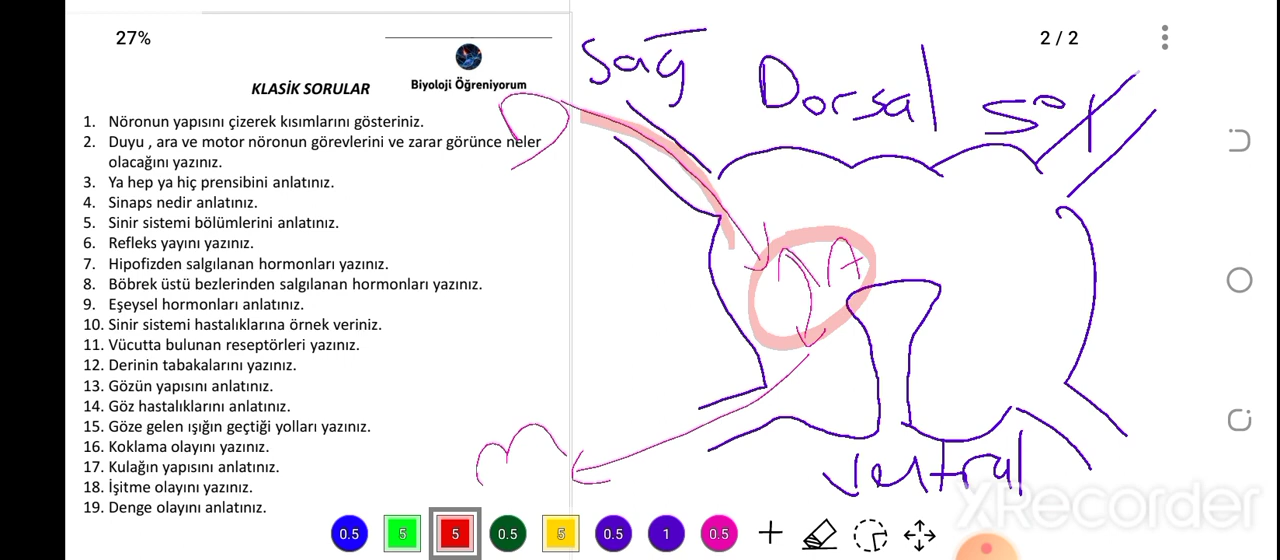 27%
2 / 2
Biyoloji Öğreniyorum
KLASİK SORULAR
1. Nöronun yapısını çizerek kısımlarını gösteriniz.
2. Duyu , ara ve motor nöronun görevlerini ve zarar görünce neler
olacağını yazınız.
3. Ya hep ya hiç prensibini anlatınız.
4. Sinaps nedir anlatınız.
5. Sinir sistemi bölümlerini anlatınız.
6. Refleks yayını yazınız.
7. Hipofizden salgılanan hormonları yazınız.
8. Böbrek üstü bezlerinden salgılanan hormonları yazınız.
9. Eşeysel hormonları anlatınız.
10. Sinir sistemi hastalıklarına örnek veriniz.
11. Vücutta bulunan reseptörleri yazınız.
12. Derinin tabakalarını yazınız.
13. Gözün yapısını anlatınız.
14. Göz hastalıklarını anlatınız.
15. Göze gelen ışığın geçtiği yolları yazınız.
16. Koklama olayını yazınız.
17. Kulağın yapısını anlatınız.
18. İşitme olayını yazınız.
19. Denge olayını anlatınız.
Sağ Dorsal Sol
D
A
M
Ventral
XRecorder
0.5 5 5 0.5 5 0.5 1 0.5